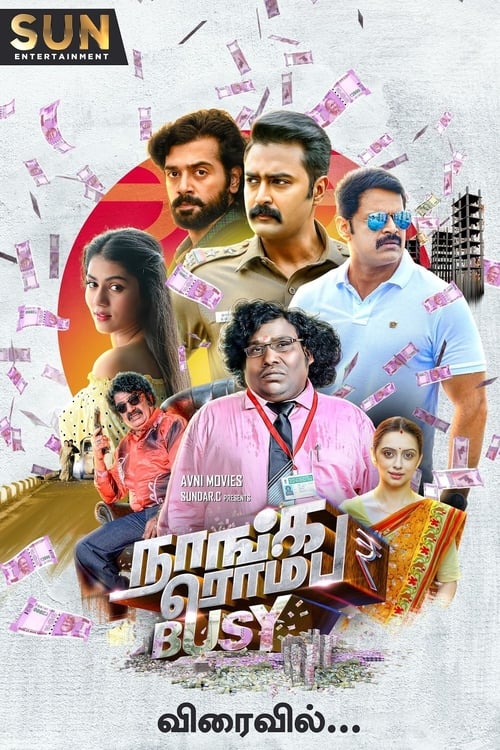 SUN
ENTERTAINMENT
AVNI MOVIES
SUNDAR.C PRESENTS
நாங்க
ரொம்ப
BUSY
விரைவில்...